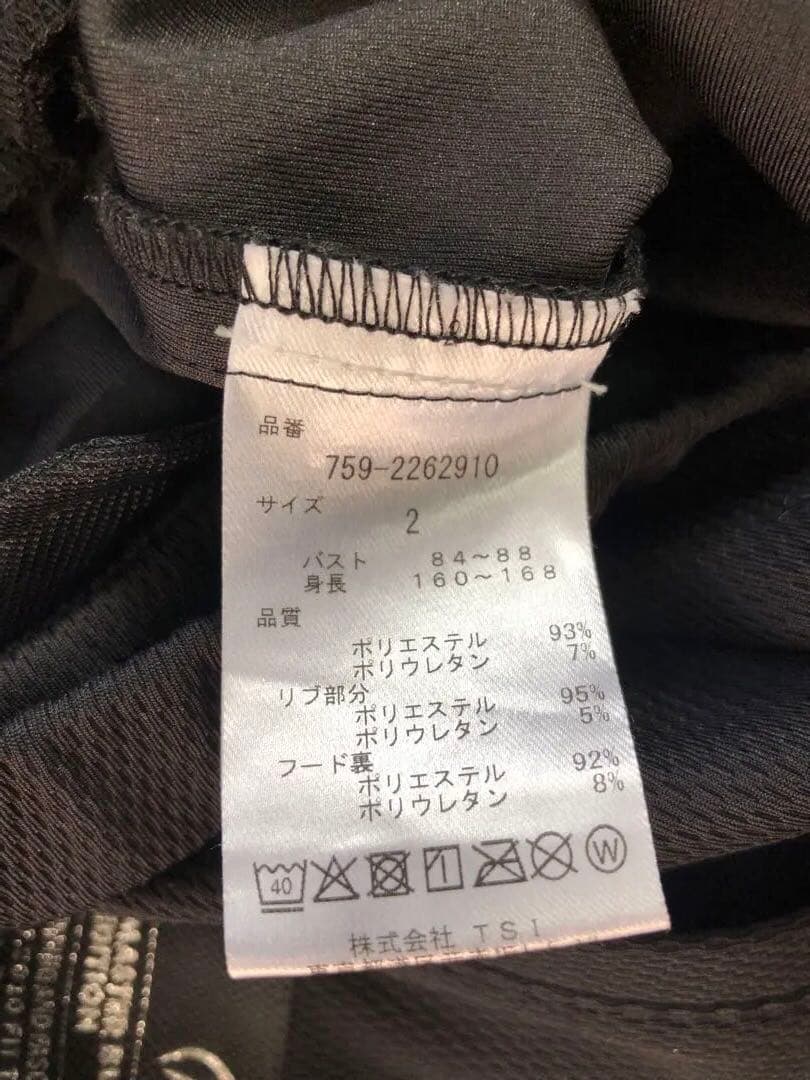 品番
759-2262910
サイズ
2
バスト 84～88
身長 160～168
品質
ポリエステル 93%
ポリウレタン 7%
リブ部分
ポリエステル 95%
ポリウレタン 5%
フード裏
ポリエステル 92%
ポリウレタン 8%
40
W
株式会社 TSI